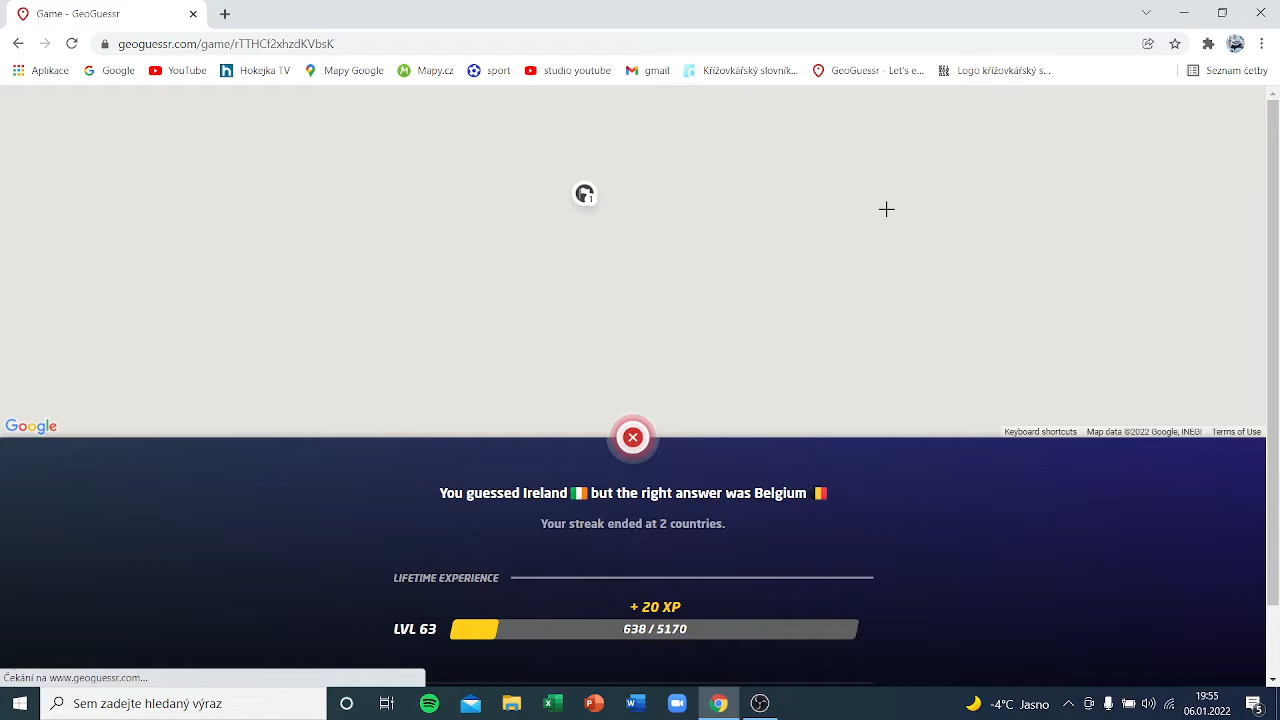 Game - GeoGuessr
geoguessr.com/game/rTTHCf2xhzdKVbsK
Aplikace Google YouTube Hokejka TV Mapy Google Mapy.cz sport studio youtube gmail Křížovkářský slovník... GeoGuessr - Let's e... Logo křížovkářský s... Seznam četby
1
Google
Keyboard shortcuts Map data ©2022 Google, INEGI Terms of Use
You guessed Ireland but the right answer was Belgium
Your streak ended at 2 countries.
LIFETIME EXPERIENCE
+ 20 XP
LVL 63 638 / 5170
Čekání na www.geoguessr.com...
Sem zadejte hledaný výraz
-4°C Jasno
19:55
06.01.2022